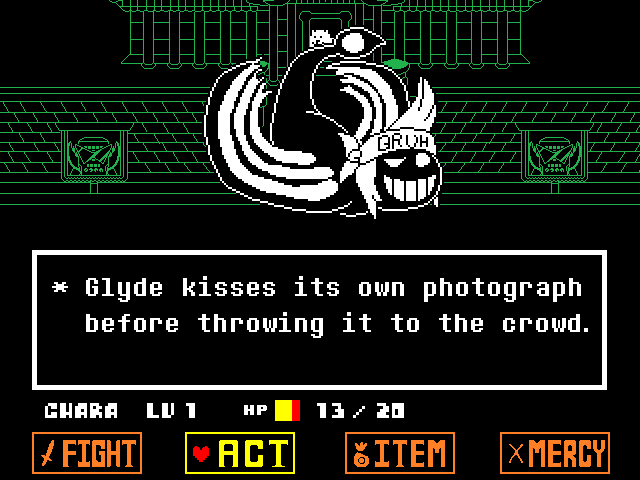 BRUH
* Glyde kisses its own photograph
before throwing it to the crowd.
CHARA LV 1 HP 13 / 20
FIGHT ACT ITEM MERCY